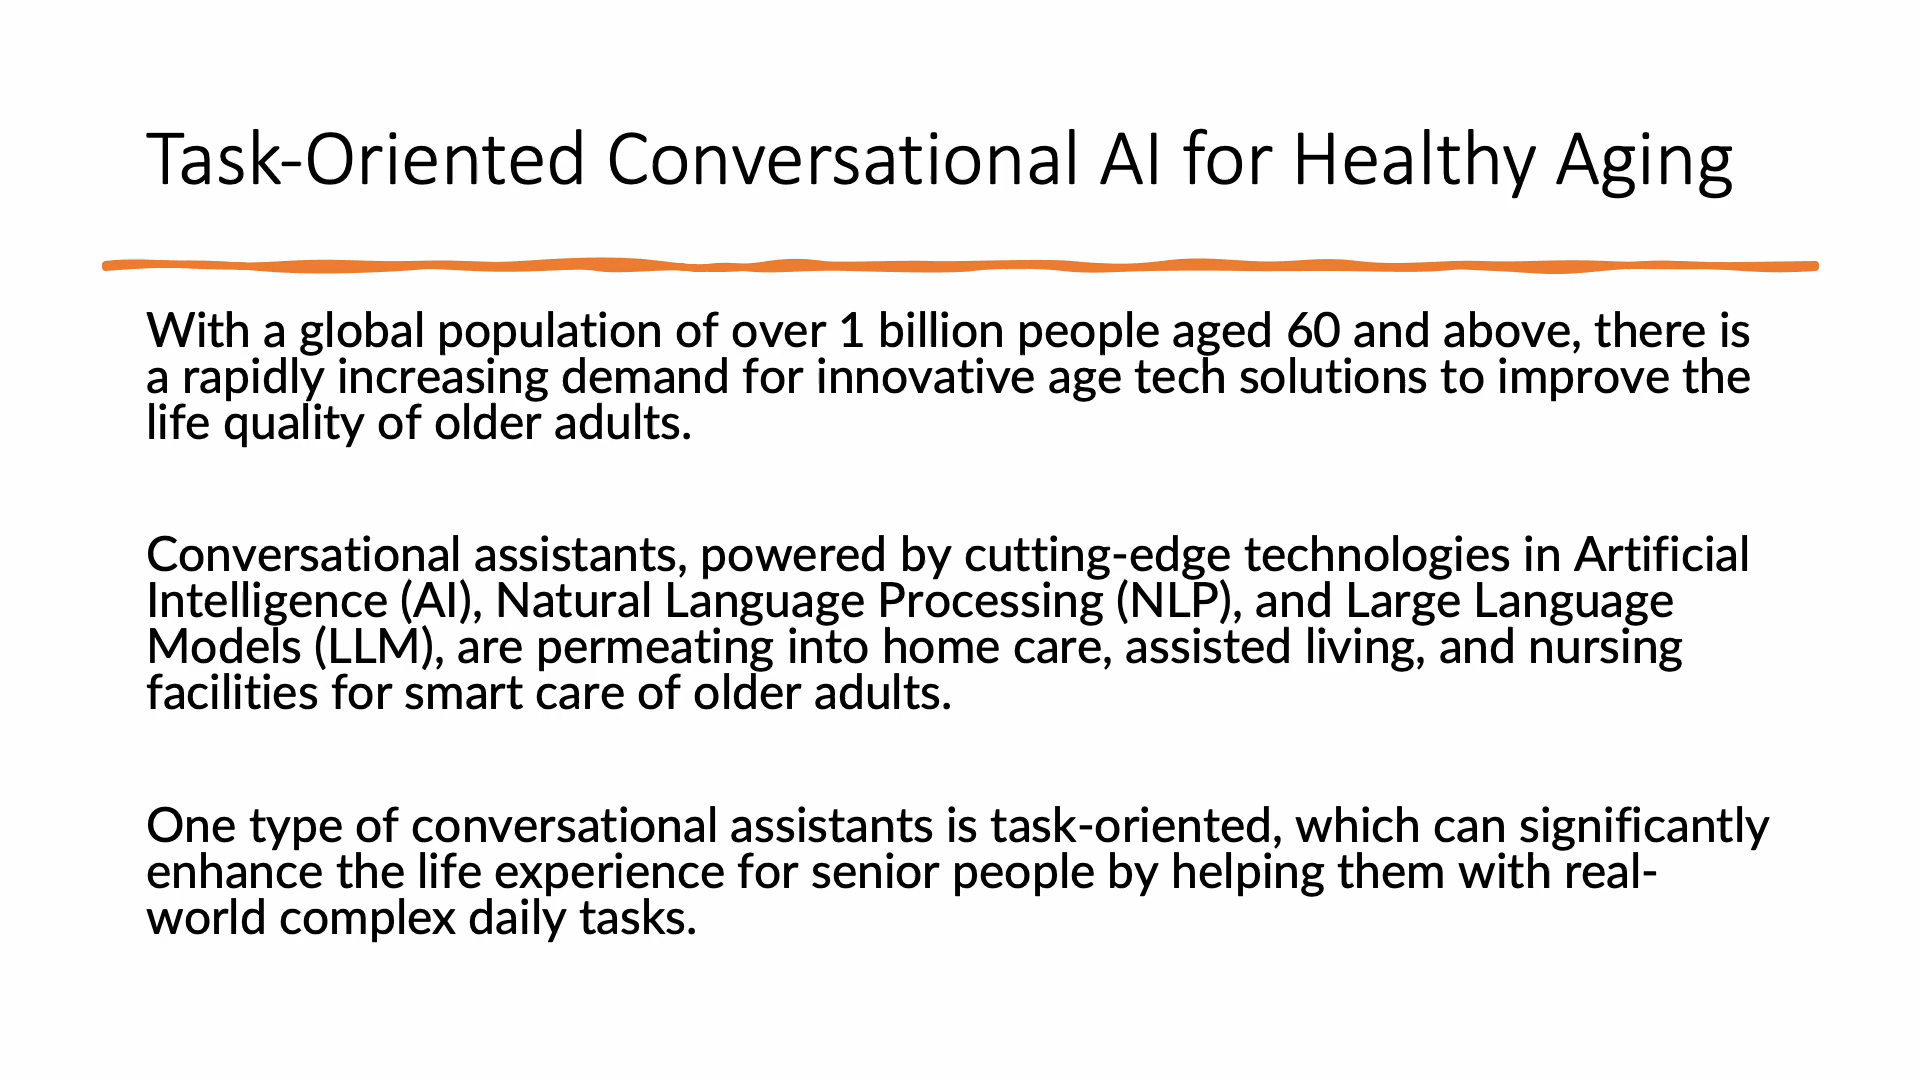 Task-Oriented Conversational AI for Healthy Aging
With a global population of over 1 billion people aged 60 and above, there is
a rapidly increasing demand for innovative age tech solutions to improve the
life quality of older adults.
Conversational assistants, powered by cutting-edge technologies in Artificial
Intelligence (AI), Natural Language Processing (NLP), and Large Language
Models (LLM), are permeating into home care, assisted living, and nursing
facilities for smart care of older adults.
One type of conversational assistants is task-oriented, which can significantly
enhance the life experience for senior people by helping them with real-
world complex daily tasks.